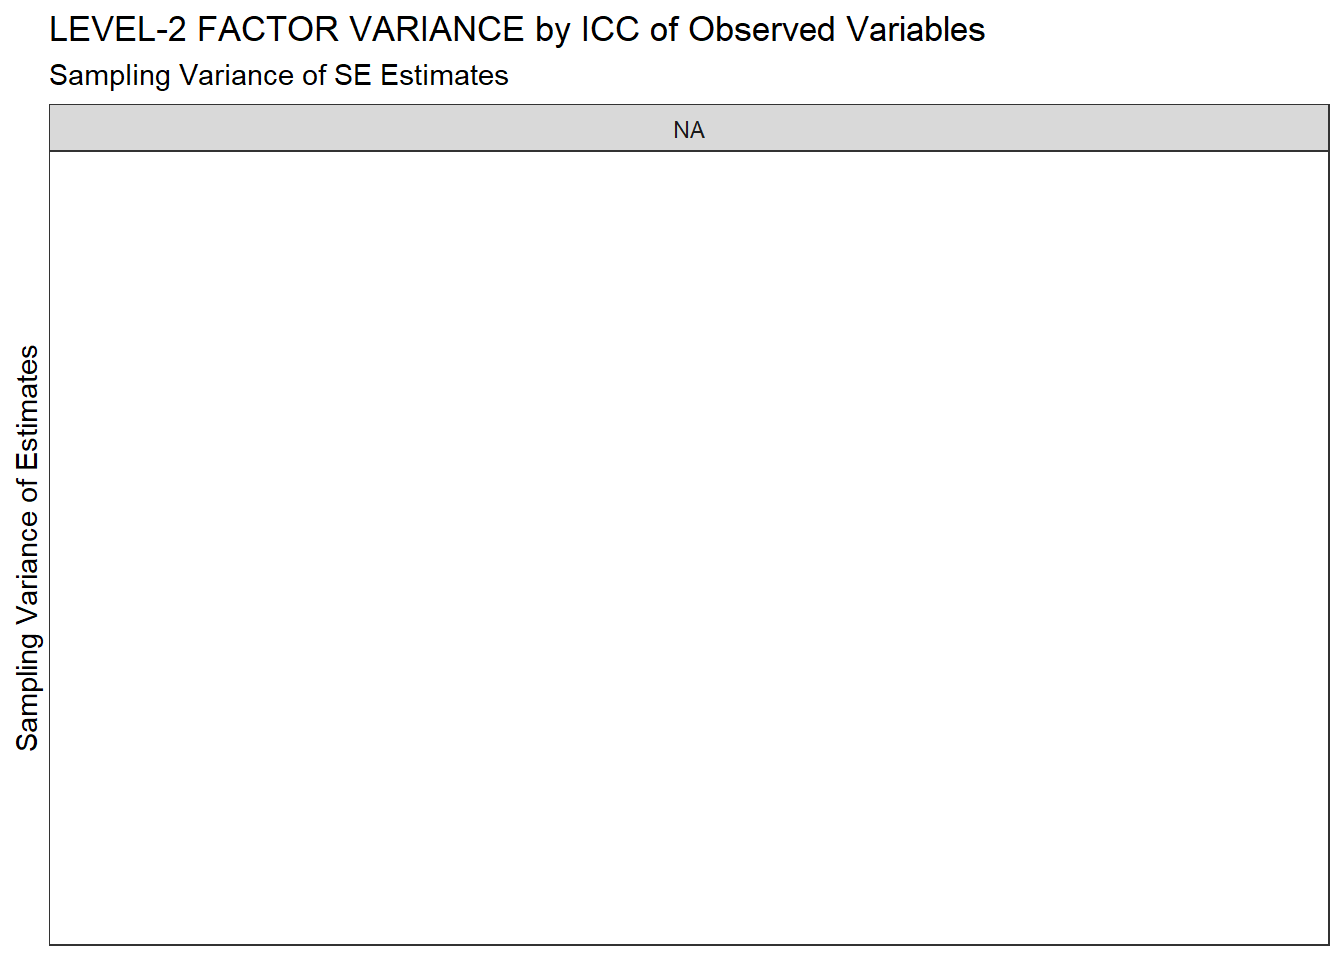 LEVEL-2 FACTOR VARIANCE by ICC of Observed Variables
Sampling Variance of SE Estimates
NA
Sampling Variance of Estimates